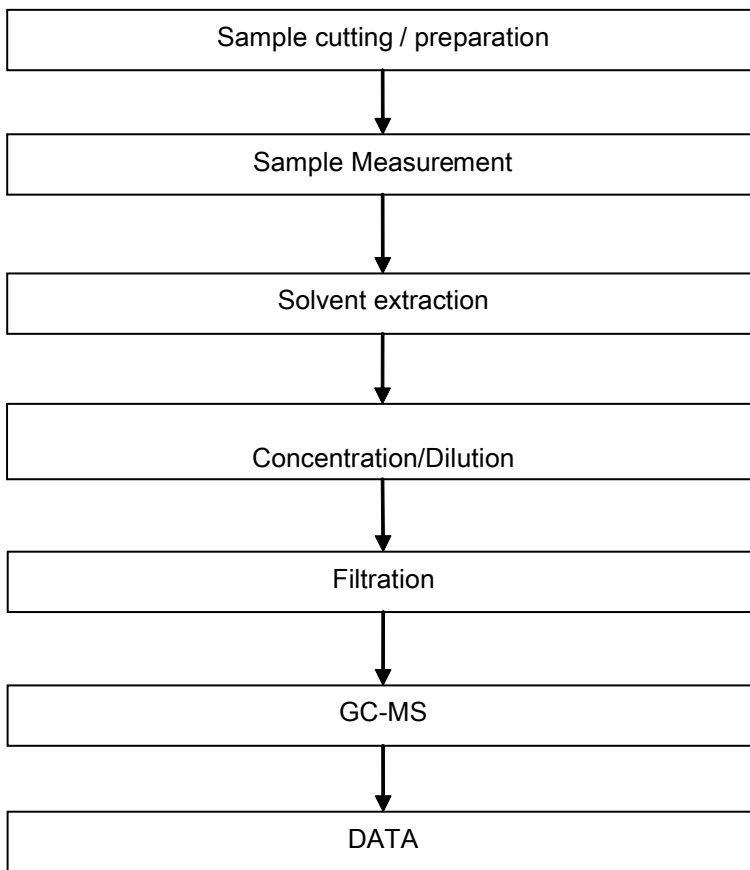 Sample cutting / preparation
Sample Measurement
Solvent extraction
Concentration/Dilution
Filtration
GC-MS
DATA